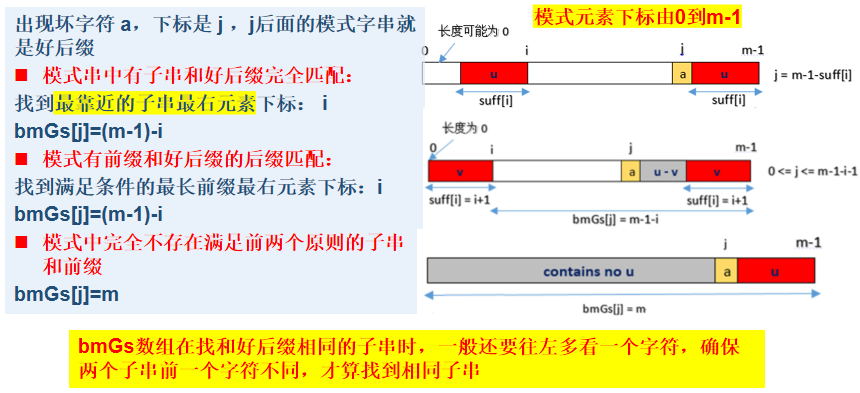 出现坏字符 a，下标是 j ，j后面的模式字串就
是好后缀
■ 模式串中有子串和好后缀完全匹配：
找到最靠近的子串最右元素下标： i
bmGs[j]=(m-1)-i
■ 模式有前缀和好后缀的后缀匹配：
找到满足条件的最长前缀最右元素下标：i
bmGs[j]=(m-1)-i
■ 模式中完全不存在满足前两个原则的子串
和前缀
bmGs[j]=m
模式元素下标由0到m-1
长度可能为 0
0 i j m-1
u a u j = m-1-suff[i]
suff[i] suff[i]
长度为 0
0 i j m-1
v a u - v v 0 <= j <= m-1-i-1
suff[i] = i+1 suff[i] = i+1
bmGs[j] = m-1-i
j m-1
contains no u a u
bmGs[j] = m
bmGs数组在找和好后缀相同的子串时，一般还要往左多看一个字符，确保
两个子串前一个字符不同，才算找到相同子串